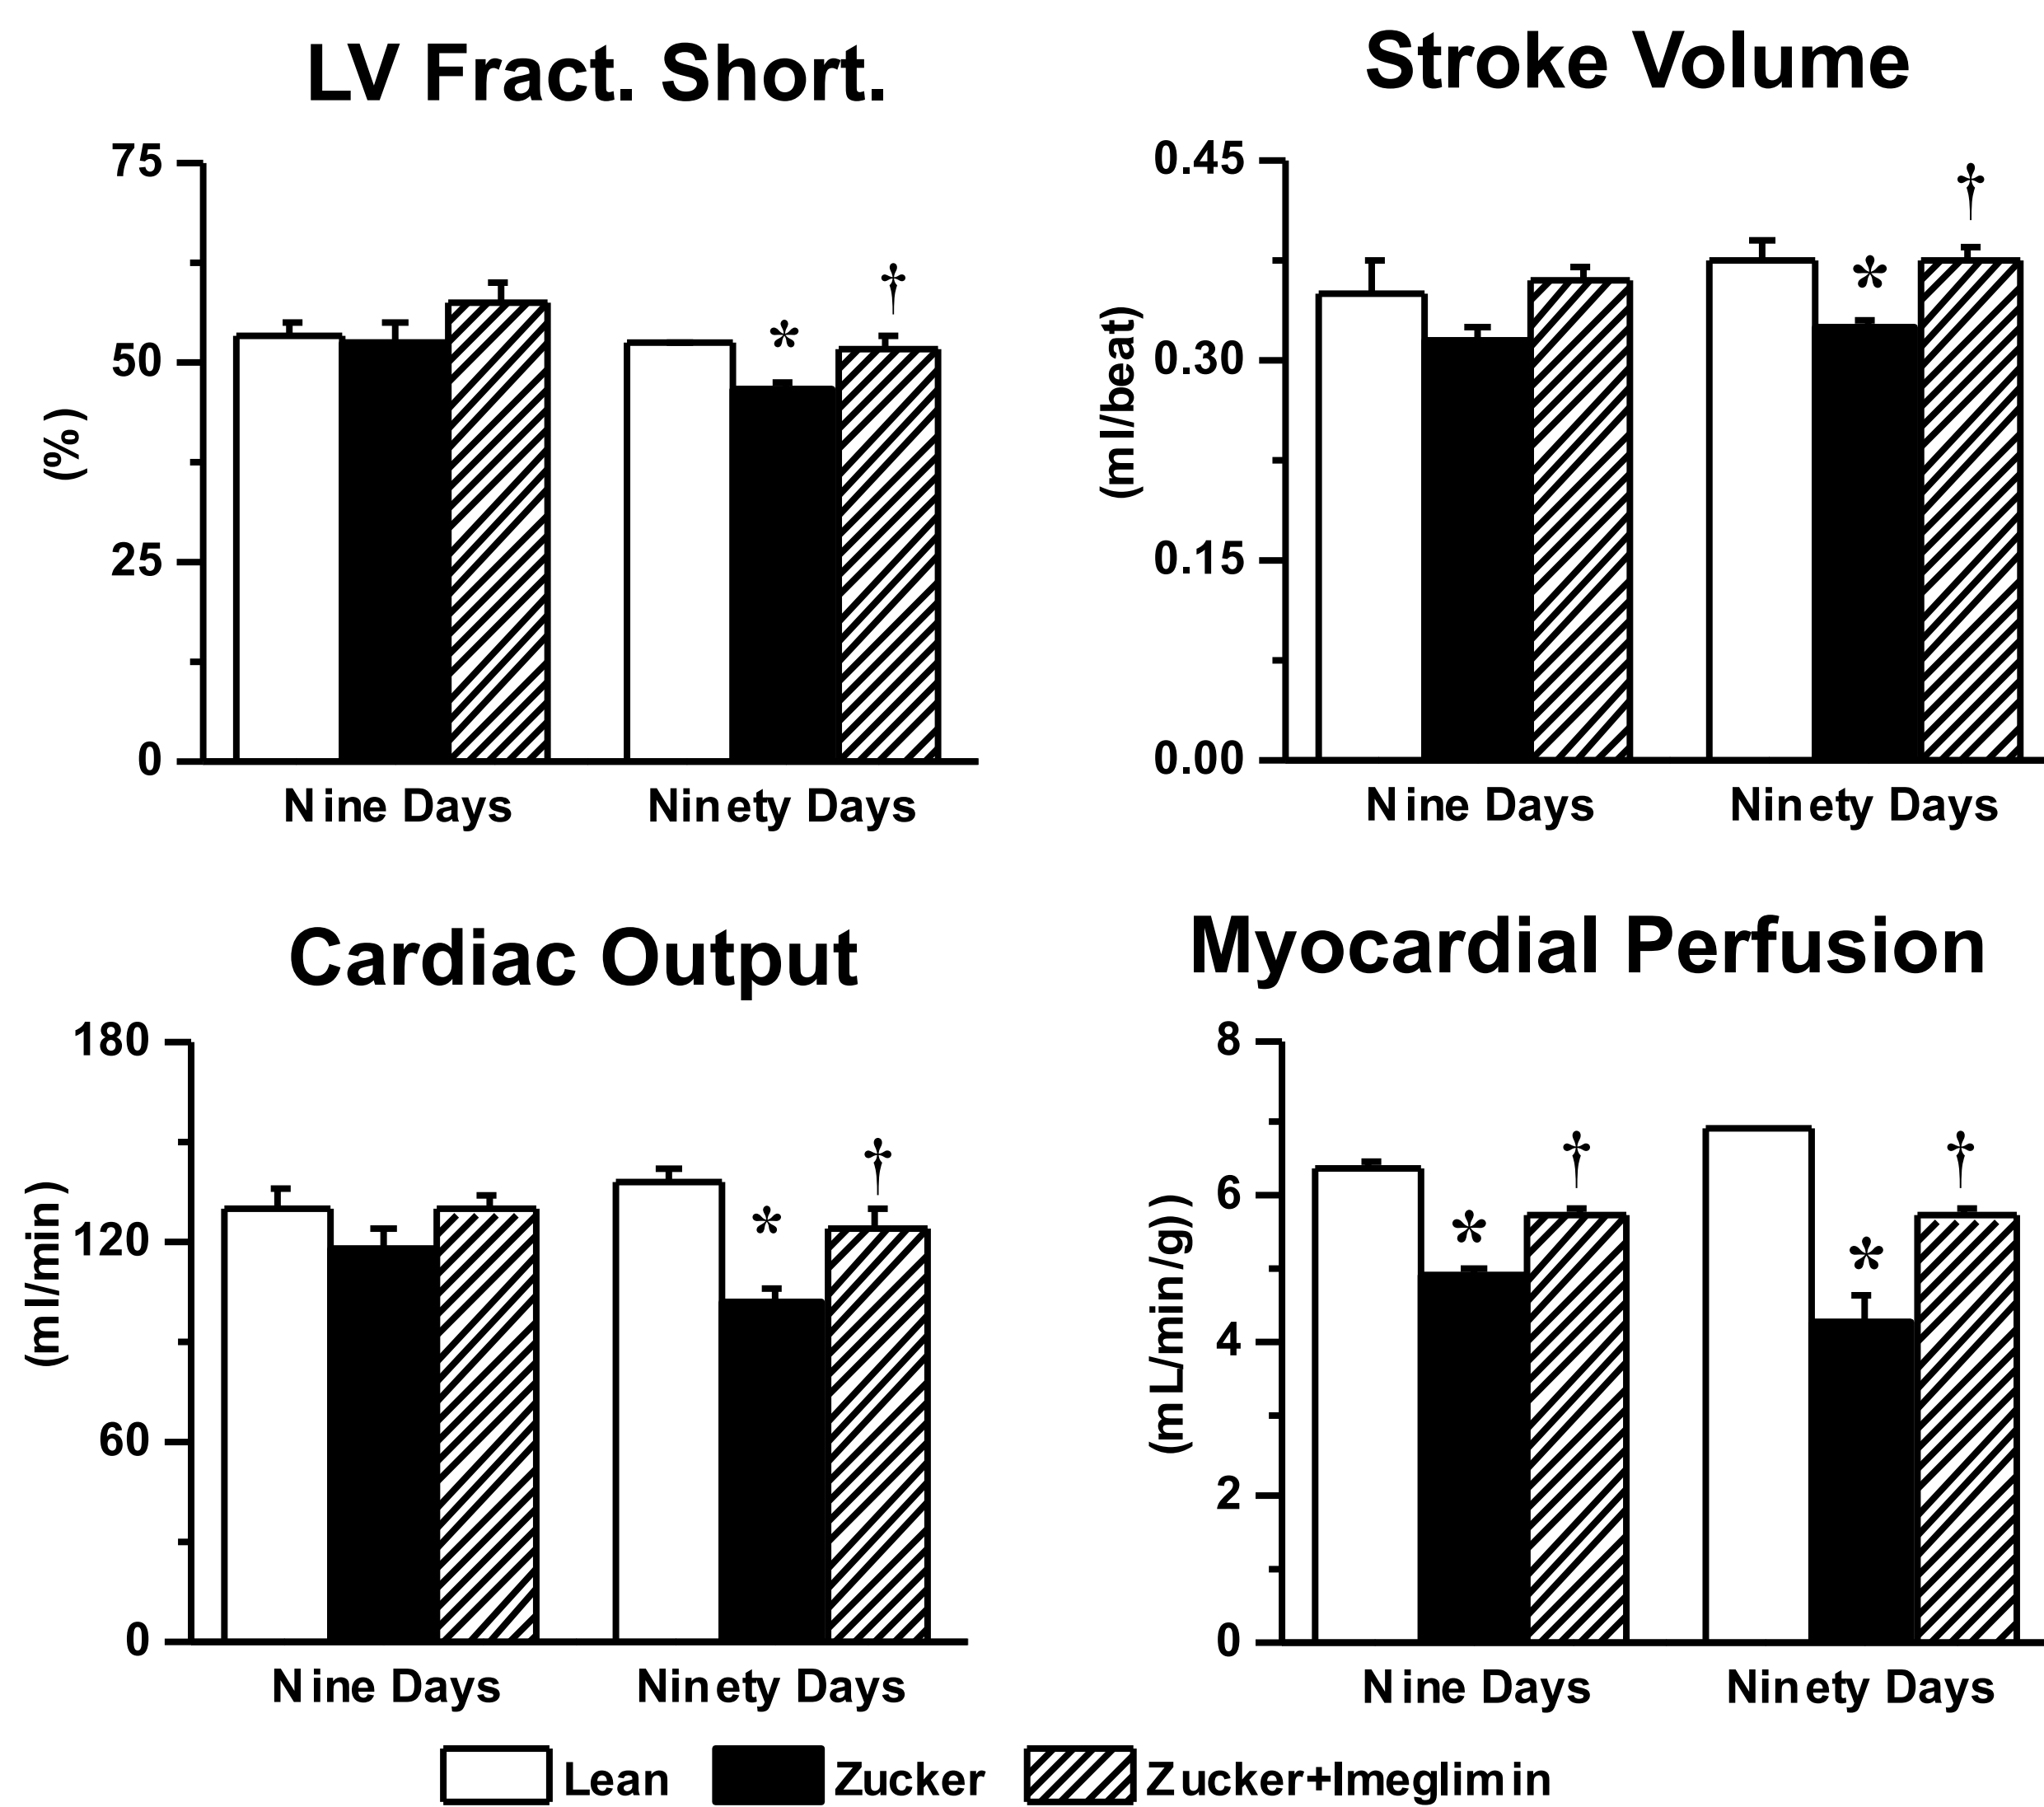 LV Fract. Short.
75
50
25
0
(%)
Nine Days Ninety Days
*
†
Stroke Volume
0.45
0.30
0.15
0.00
(ml/beat)
Nine Days Ninety Days
*
†
Cardiac Output
180
120
60
0
(ml/min)
Nine Days Ninety Days
*
†
Myocardial Perfusion
8
6
4
2
0
(mL/min/g))
Nine Days Ninety Days
*
†
*
†
Lean Zucker Zucker+Imeglimin